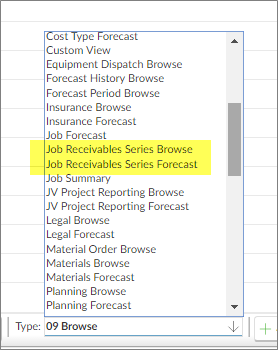 Cost Type Forecast
Custom View
Equipment Dispatch Browse
Forecast History Browse
Forecast Period Browse
Insurance Browse
Insurance Forecast
Job Forecast
Job Receivables Series Browse
Job Receivables Series Forecast
Job Summary
JV Project Reporting Browse
JV Project Reporting Forecast
Legal Browse
Legal Forecast
Material Order Browse
Materials Browse
Materials Forecast
Planning Browse
Planning Forecast
Type: 09 Browse